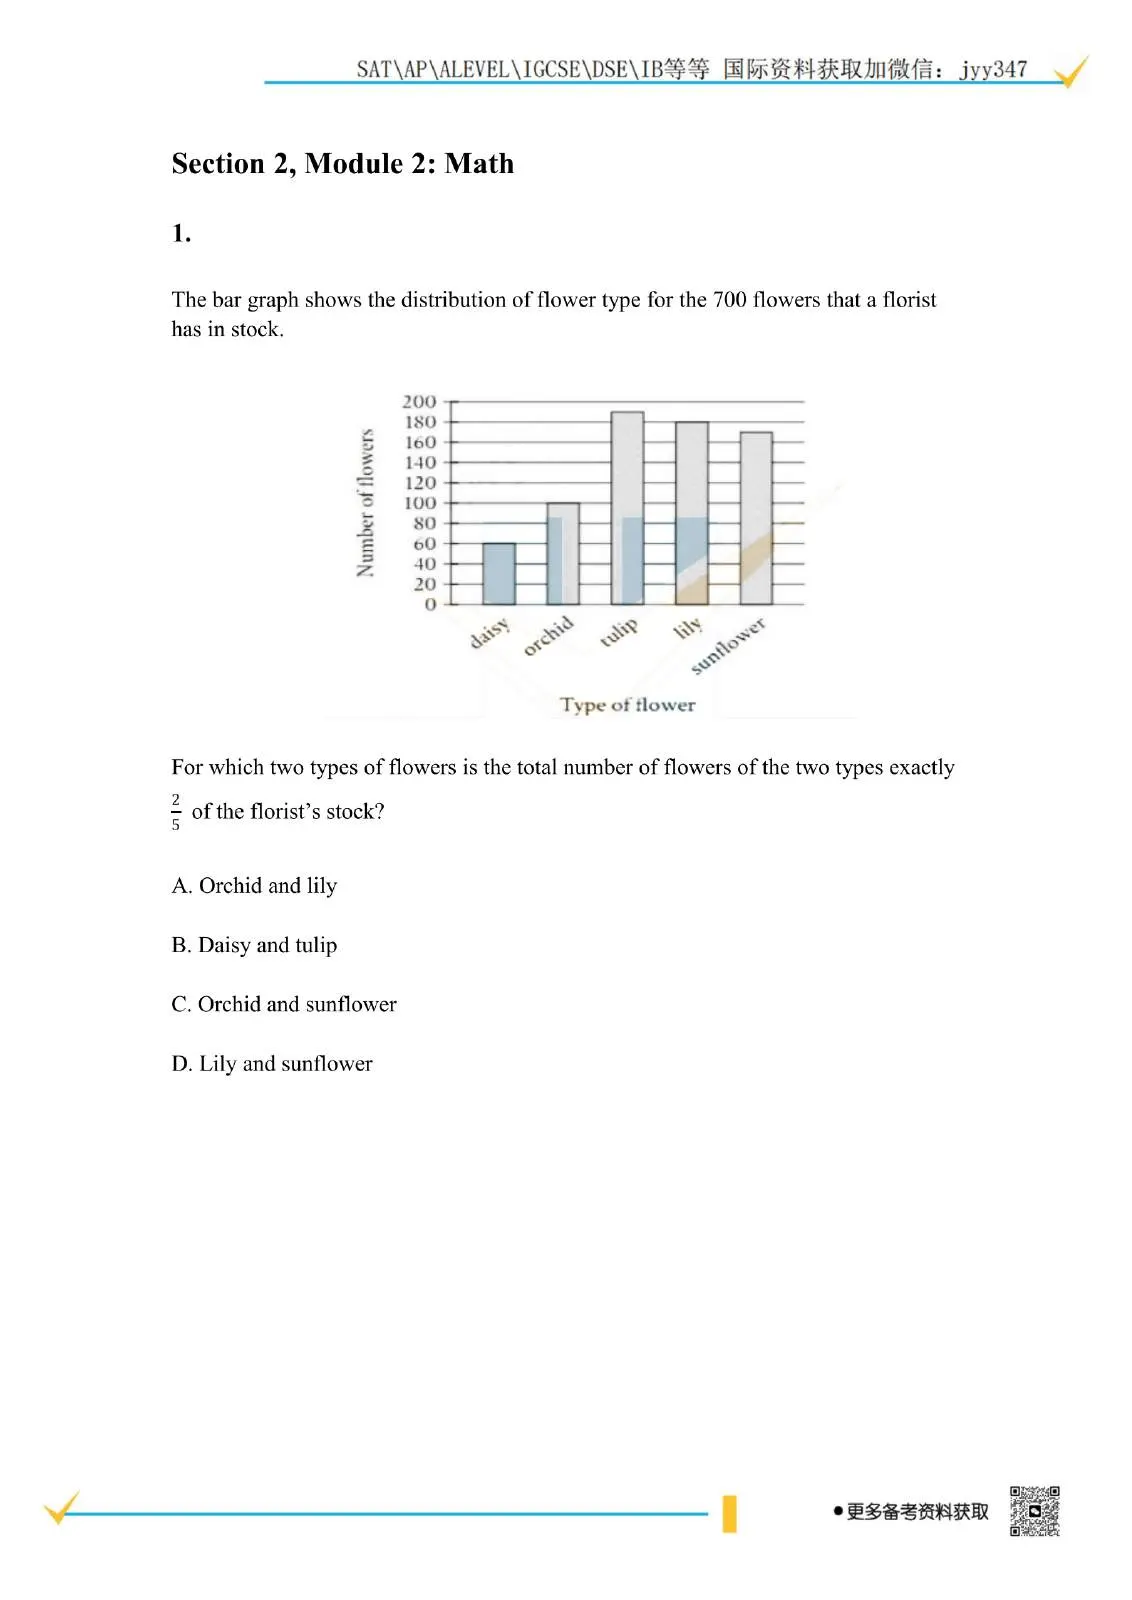 SAT\AP\ALEVEL\IGCSE\DSE\IB等等 国际资料获取加微信：jyy347
Section 2, Module 2: Math
1.
The bar graph shows the distribution of flower type for the 700 flowers that a florist
has in stock.
Number of flowers
200
180
160
140
120
100
80
60
40
20
0
daisy
orchid
tulip
lily
sunflower
Type of flower
For which two types of flowers is the total number of flowers of the two types exactly
2/5 of the florist’s stock?
A. Orchid and lily
B. Daisy and tulip
C. Orchid and sunflower
D. Lily and sunflower
●更多备考资料获取